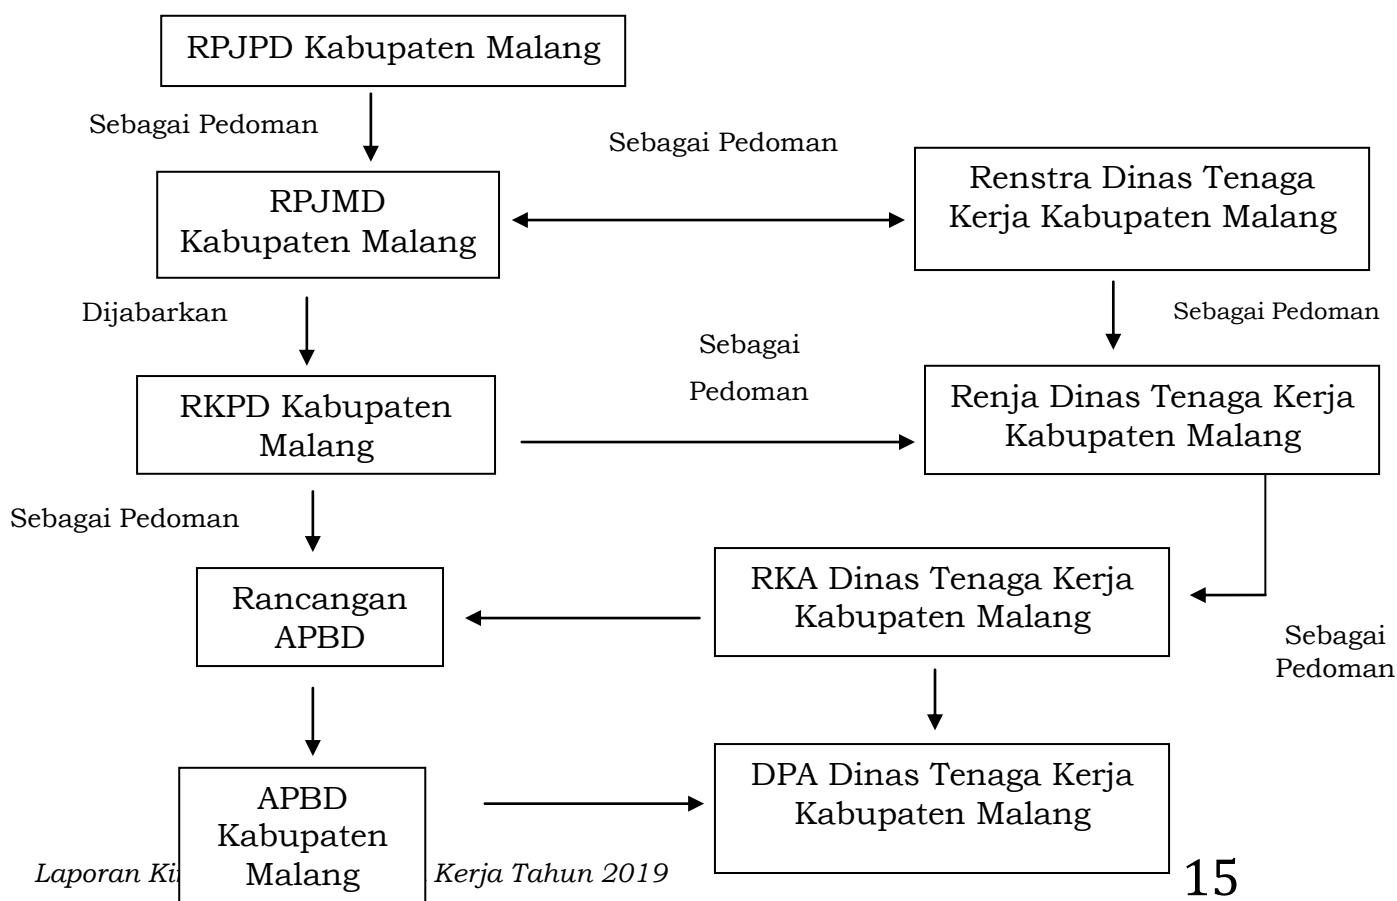 RPJPD Kabupaten Malang
Sebagai Pedoman
Sebagai Pedoman
RPJMD
Kabupaten Malang
Renstra Dinas Tenaga
Kerja Kabupaten Malang
Dijabarkan
Sebagai Pedoman
Sebagai
Pedoman
RKPD Kabupaten
Malang
Renja Dinas Tenaga Kerja
Kabupaten Malang
Sebagai Pedoman
Rancangan
APBD
RKA Dinas Tenaga Kerja
Kabupaten Malang
Sebagai
Pedoman
APBD
Kabupaten
Malang
DPA Dinas Tenaga Kerja
Kabupaten Malang
Laporan Kerja Tahun 2019
15